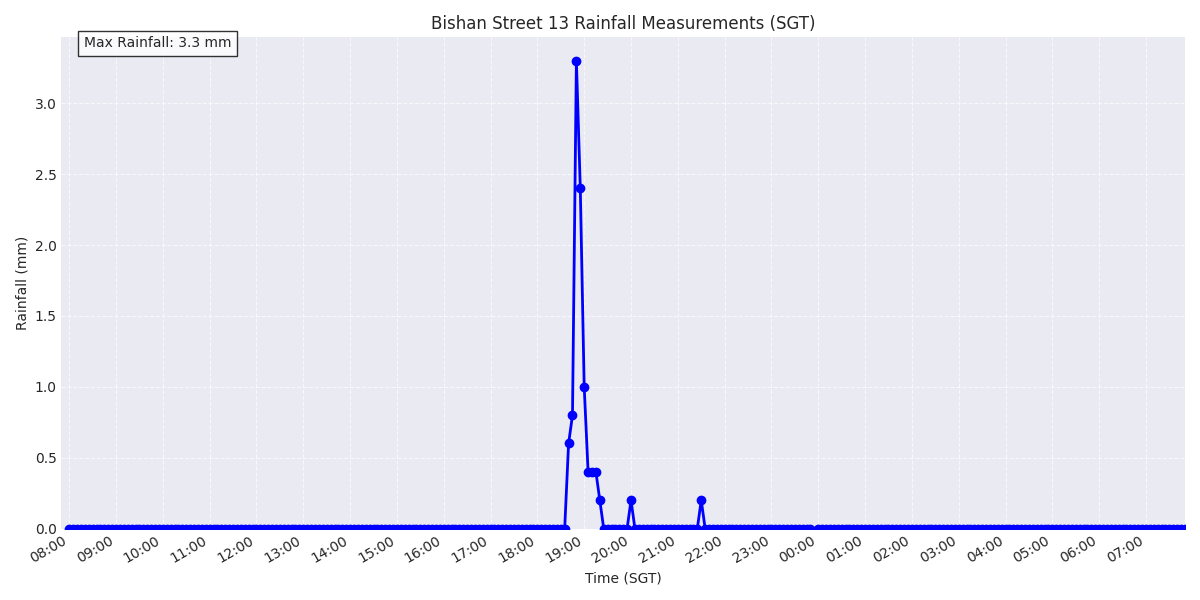 Bishan Street 13 Rainfall Measurements (SGT)
Max Rainfall: 3.3 mm
Rainfall (mm)
3.0
2.5
2.0
1.5
1.0
0.5
0.0
08:00 09:00 10:00 11:00 12:00 13:00 14:00 15:00 16:00 17:00 18:00 19:00 20:00 21:00 22:00 23:00 00:00 01:00 02:00 03:00 04:00 05:00 06:00 07:00
Time (SGT)